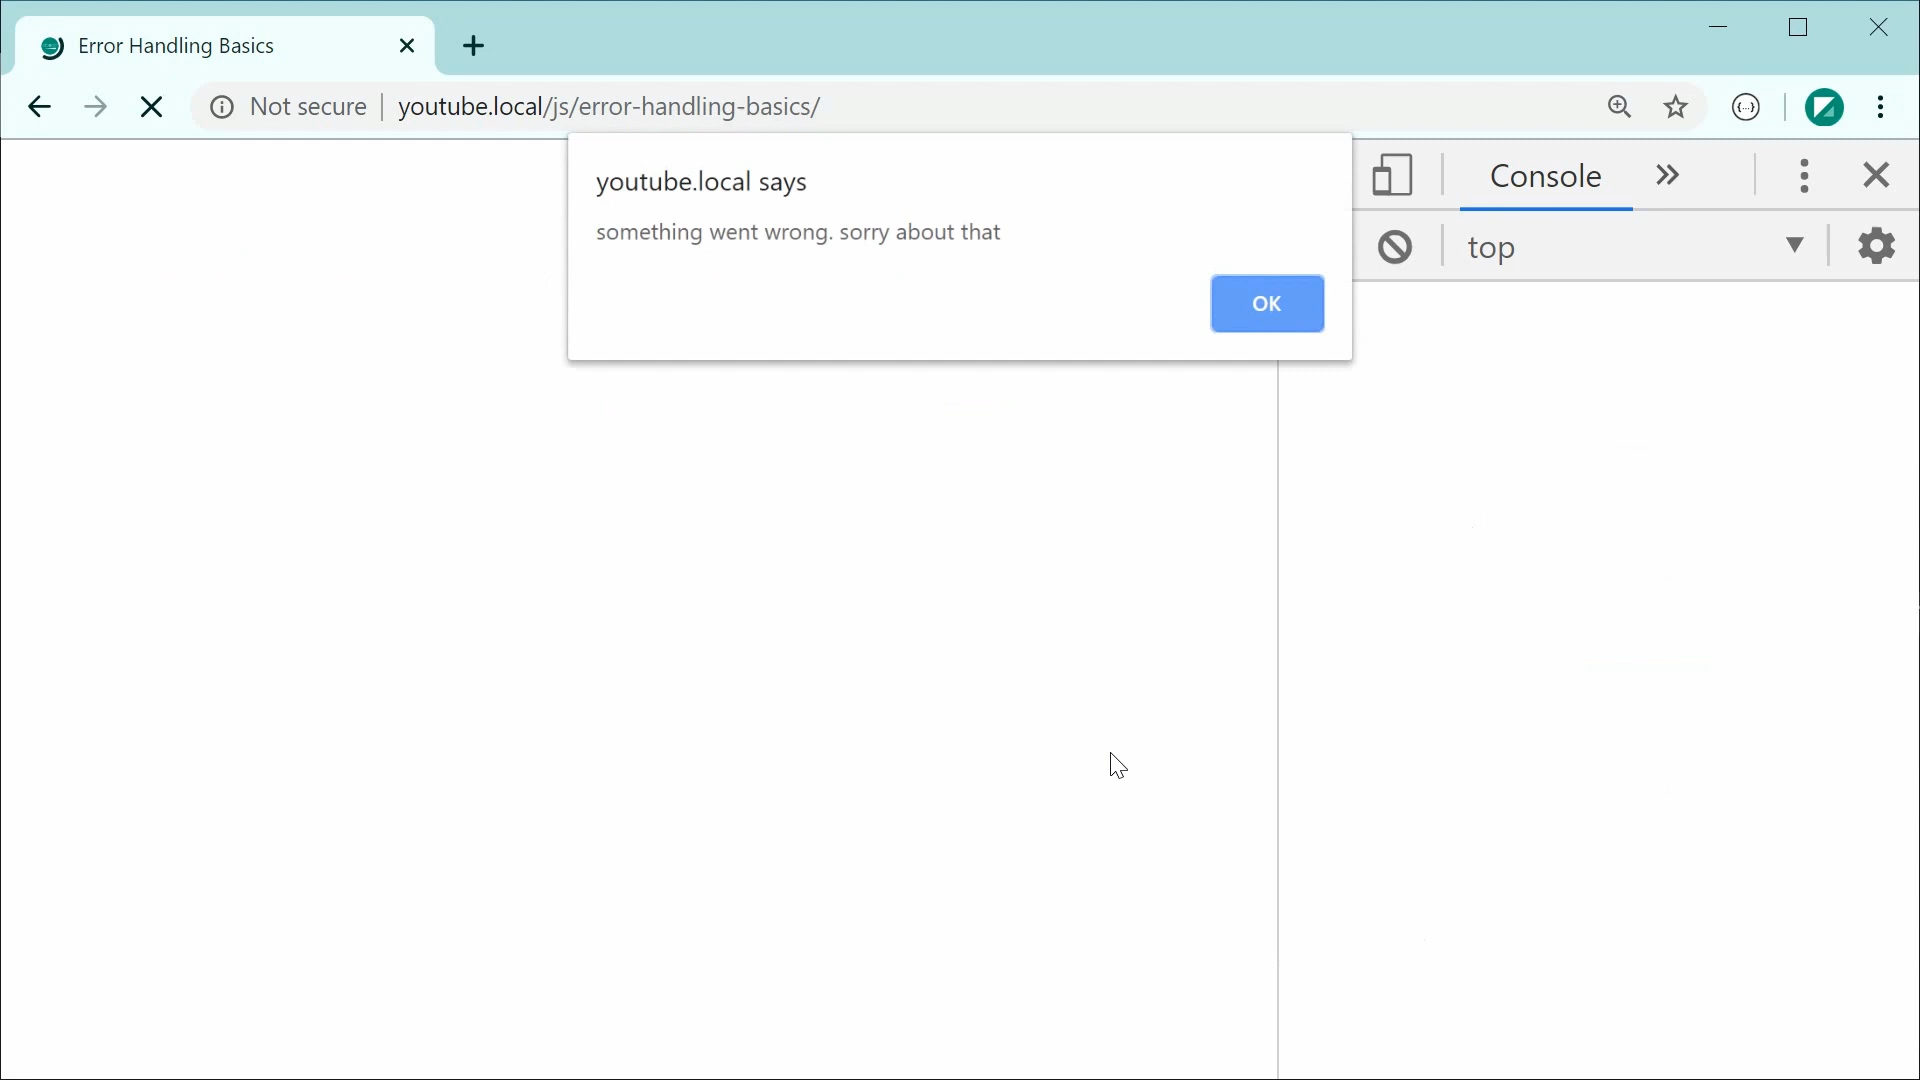 Error Handling Basics
Not secure | youtube.local/js/error-handling-basics/
youtube.local says
something went wrong. sorry about that
OK
Console
top